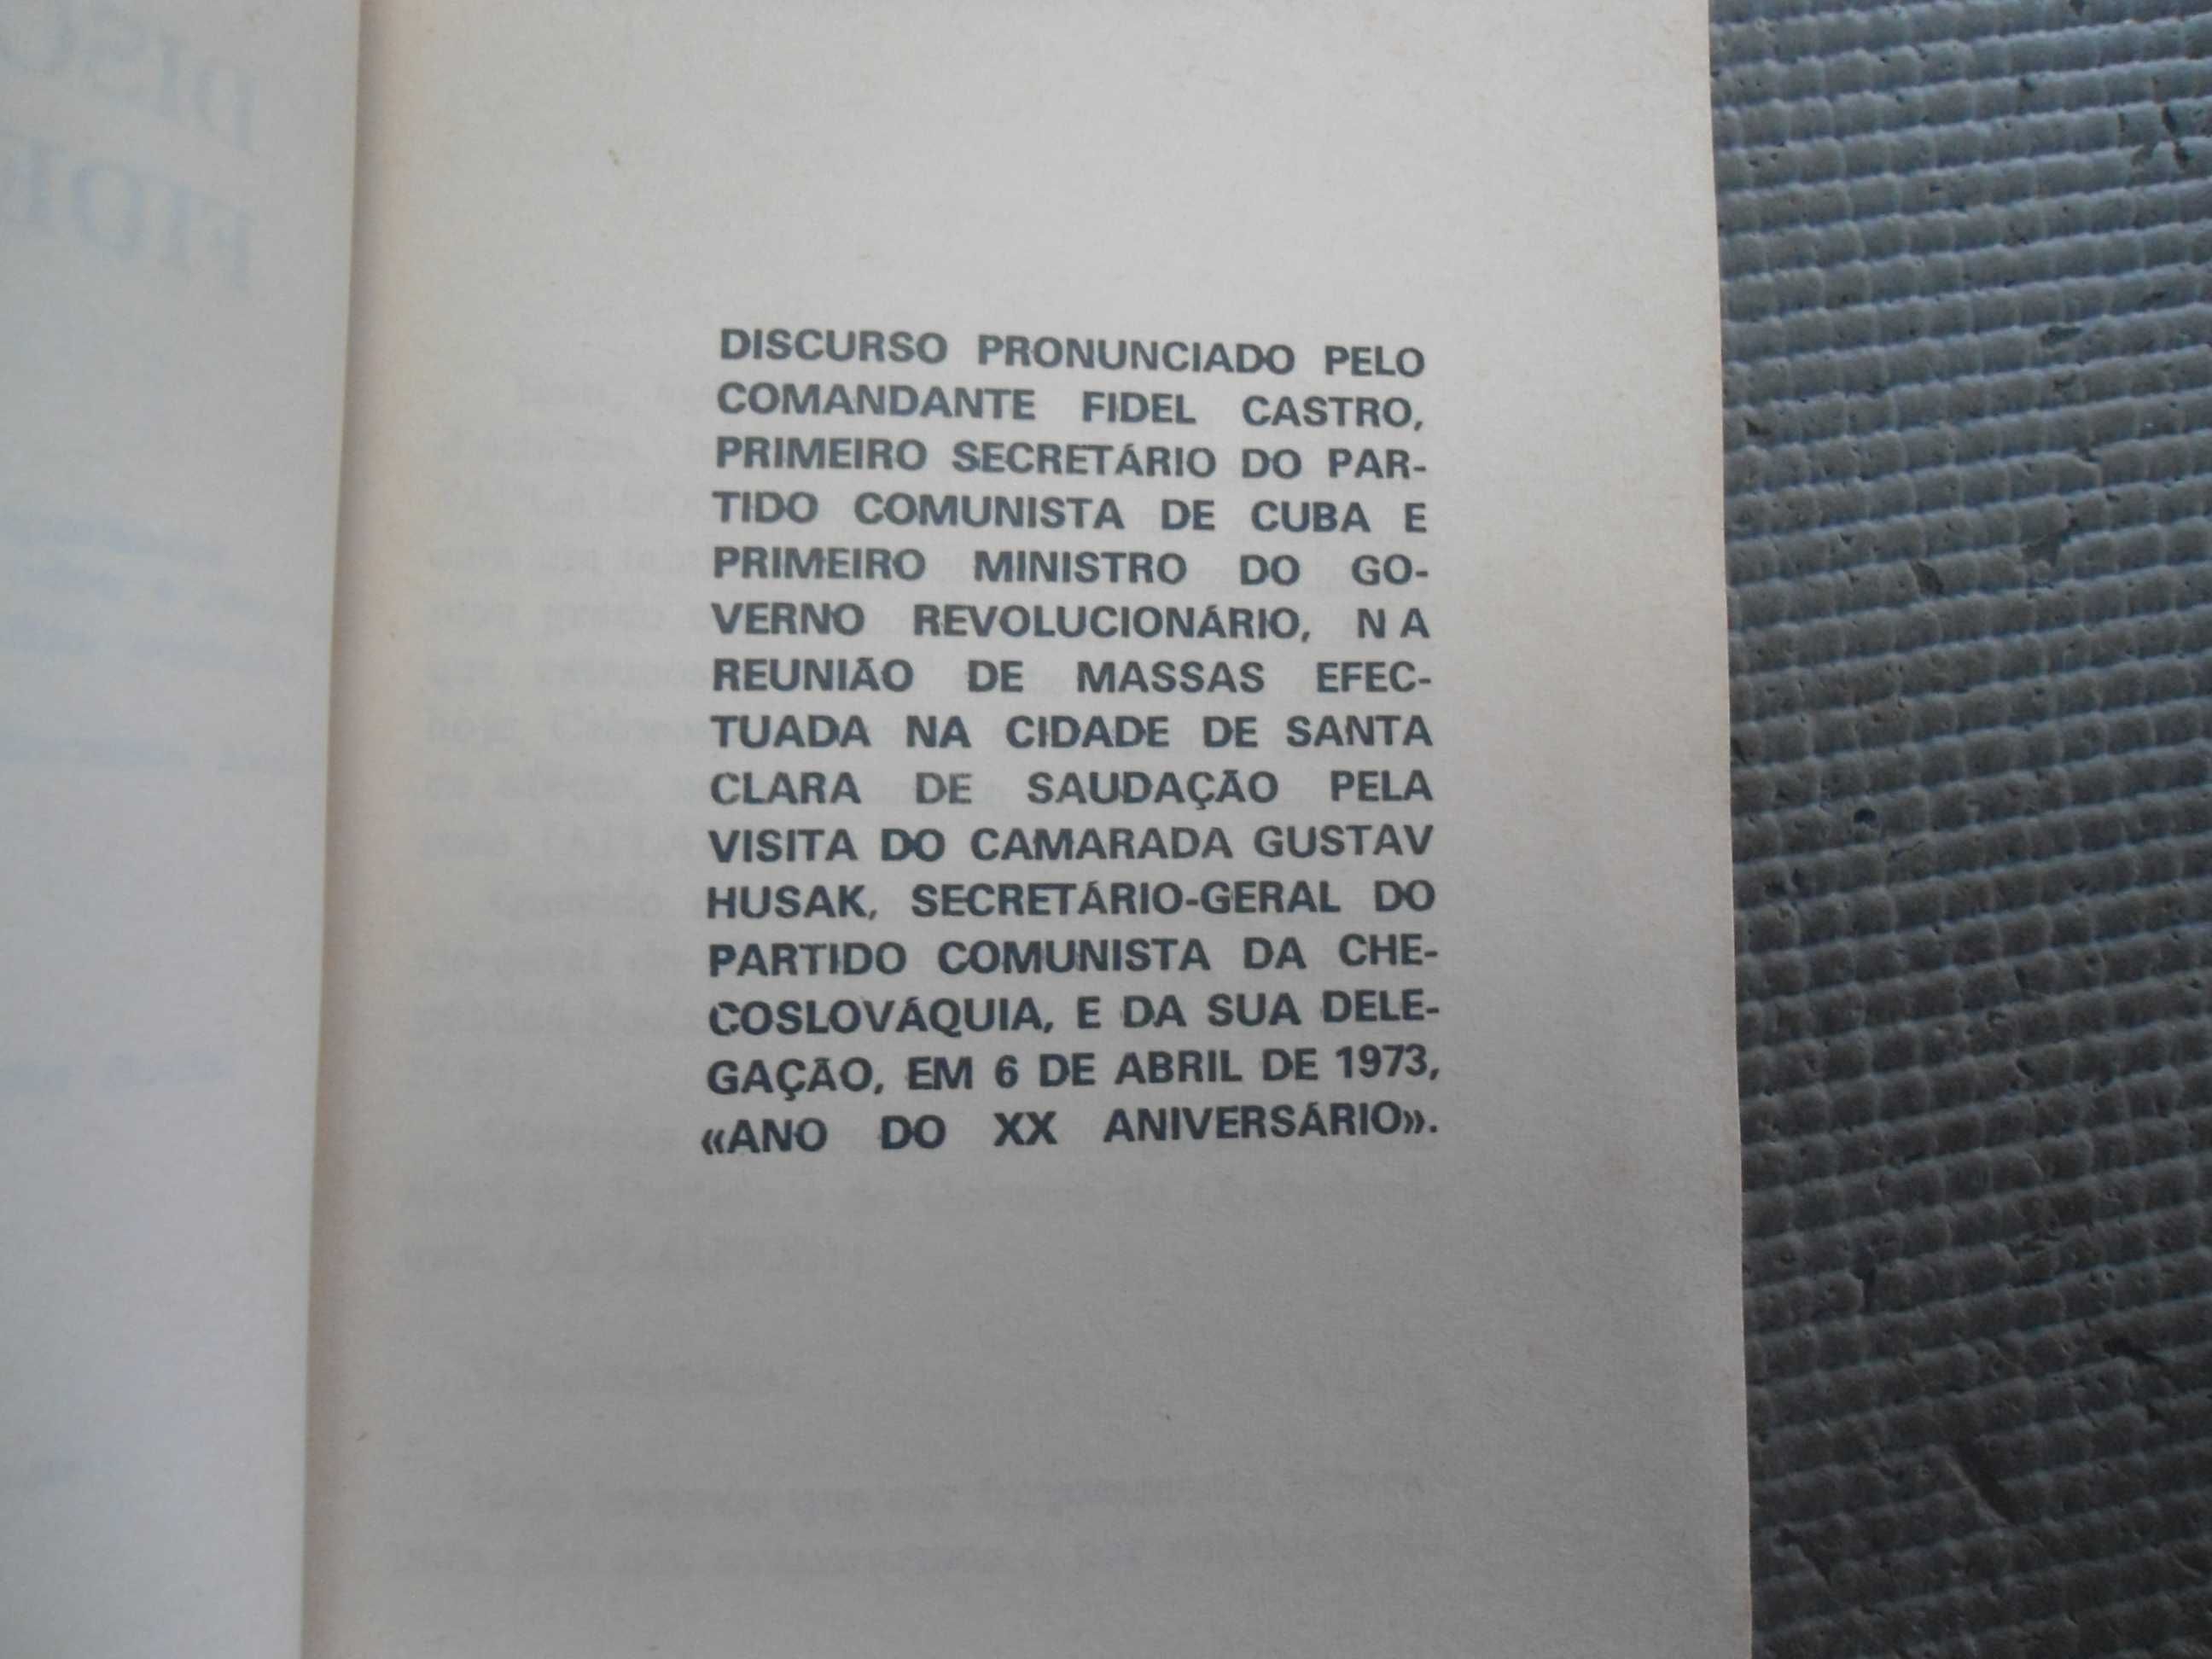 DISCURSO PRONUNCIADO PELO
COMANDANTE FIDEL CASTRO,
PRIMEIRO SECRETÁRIO DO PAR-
TIDO COMUNISTA DE CUBA E
PRIMEIRO MINISTRO DO GO-
VERNO REVOLUCIONÁRIO, NA
REUNIÃO DE MASSAS EFEC-
TUADA NA CIDADE DE SANTA
CLARA DE SAUDAÇÃO PELA
VISITA DO CAMARADA GUSTAV
HUSAK, SECRETÁRIO-GERAL DO
PARTIDO COMUNISTA DA CHE-
COSLOVÁQUIA, E DA SUA DELE-
GAÇÃO, EM 6 DE ABRIL DE 1973,
«ANO DO XX ANIVERSÁRIO».